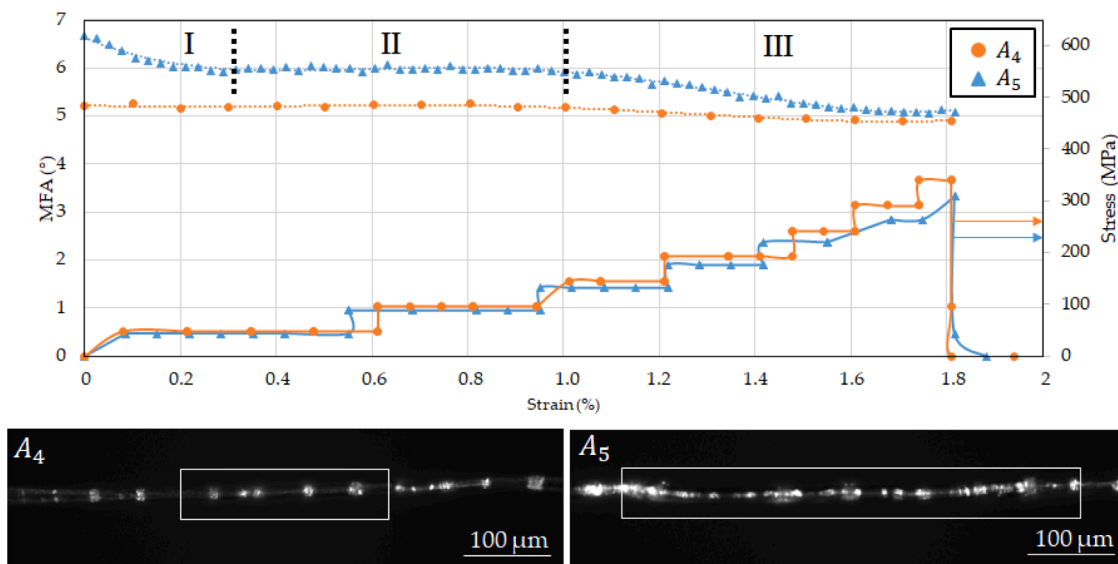 7 I II III A4 600
6 A5 500
5 400
4 300
3 200
2 100
1 0
0
MFA (°)
Stress (MPa)
0 0.2 0.4 0.6 0.8 1.0 1.2 1.4 1.6 1.8 2
Strain (%)
A4 A5
100 μm 100 μm